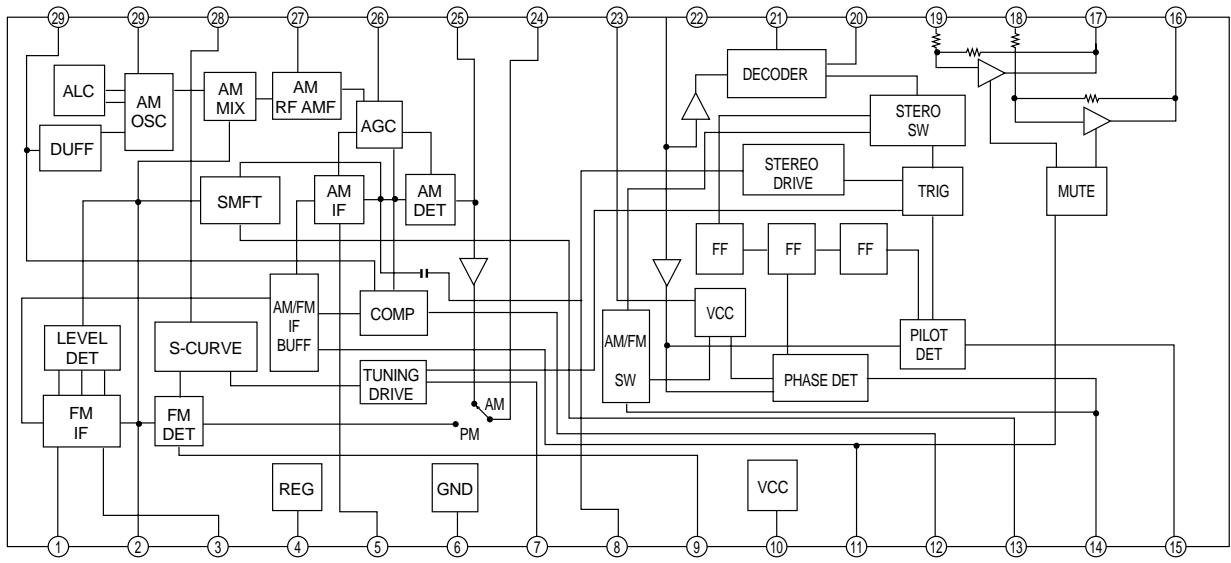 29 29 28 27 26 25 24 23 22 21 20 19 18 17 16
ALC
AM
OSC
AM
MIX
AM
RF AMF
AGC
DUFF
SMFT
AM
IF
AM
DET
DECODER
STERO
SW
STEREO
DRIVE
TRIG
MUTE
FF
FF
FF
LEVEL
DET
S-CURVE
AM/FM
IF
BUFF
COMP
TUNING
DRIVE
AM/FM
SW
VCC
PILOT
DET
PHASE DET
FM
IF
FM
DET
AM
PM
REG
GND
VCC
1 2 3 4 5 6 7 8 9 10 11 12 13 14 15